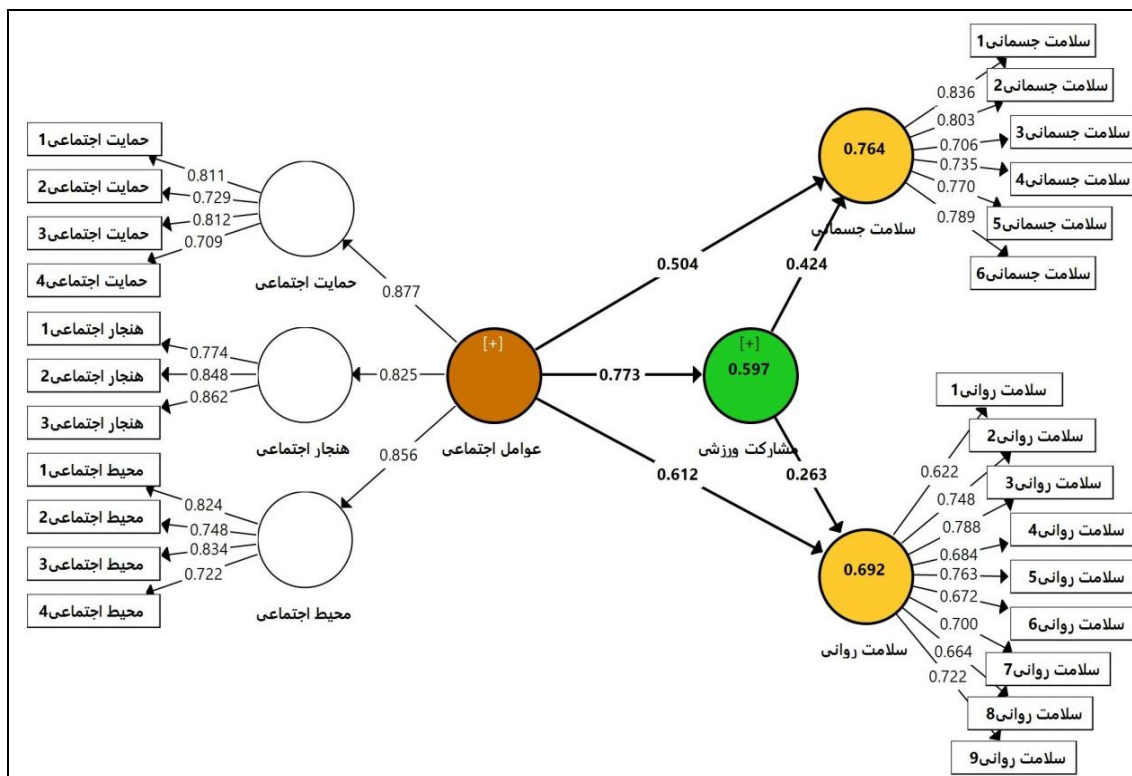 حمایت اجتماعی1
حمایت اجتماعی2
حمایت اجتماعی3
حمایت اجتماعی4
0.811
0.729
0.812
0.709
حمایت اجتماعی
0.877
هنجار اجتماعی1
هنجار اجتماعی2
هنجار اجتماعی3
0.774
0.848
0.862
هنجار اجتماعی
0.825
محیط اجتماعی1
محیط اجتماعی2
محیط اجتماعی3
محیط اجتماعی4
0.824
0.748
0.834
0.722
محیط اجتماعی
0.856
[+]
عوامل اجتماعی
0.504
0.773
0.612
[+]
0.597
مشارکت ورزشی
0.424
0.263
0.764
سلامت جسمانی
0.836
0.803
0.706
0.735
0.770
0.789
سلامت جسمانی1
سلامت جسمانی2
سلامت جسمانی3
سلامت جسمانی4
سلامت جسمانی5
سلامت جسمانی6
0.692
سلامت روانی
0.622
0.748
0.788
0.684
0.763
0.672
0.700
0.664
0.722
سلامت روانی1
سلامت روانی2
سلامت روانی3
سلامت روانی4
سلامت روانی5
سلامت روانی6
سلامت روانی7
سلامت روانی8
سلامت روانی9